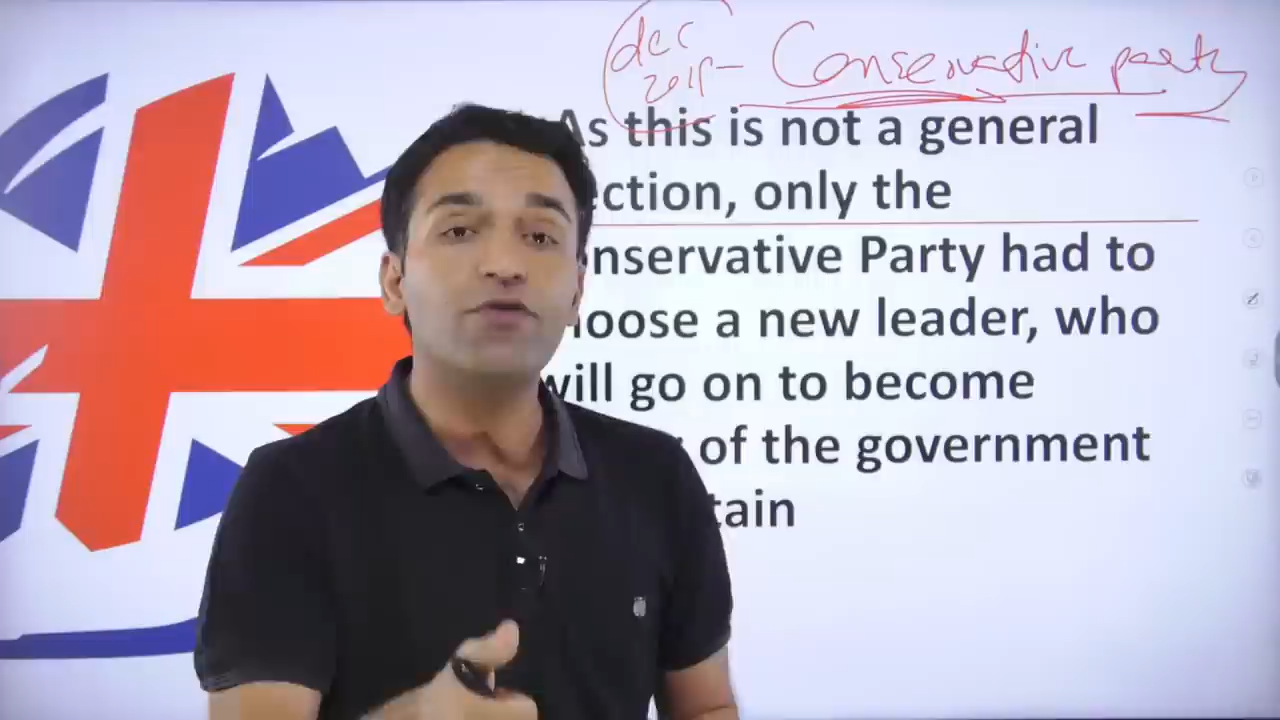 dec
Conservative party
As this is not a general
ection, only the
nservative Party had to
hoose a new leader, who
will go on to become
of the government
tain